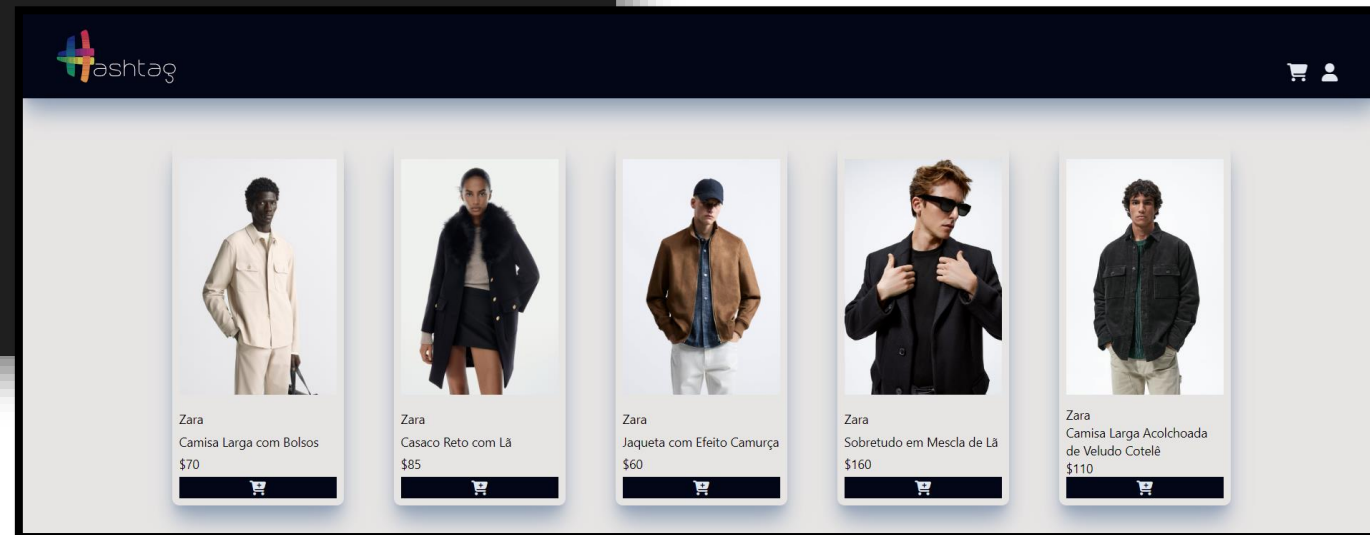 Hashtag
Zara
Camisa Larga com Bolsos
$70
Zara
Casaco Reto com Lã
$85
Zara
Jaqueta com Efeito Camurça
$60
Zara
Sobretudo em Mescla de Lã
$160
Zara
Camisa Larga Acolchoada
de Veludo Cotelê
$110